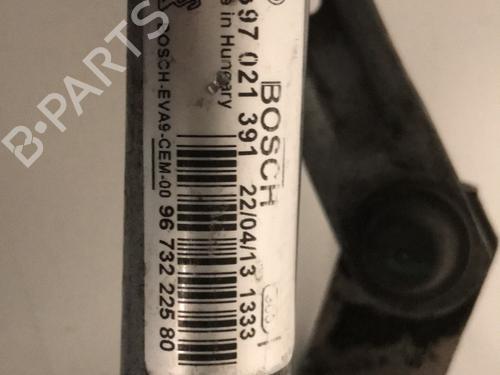 BOSCH
397 021 391 22/04/13 1333
in Hungary
BOSCH-EVA9-CEM-00 96 732 225 80
B-PARTS